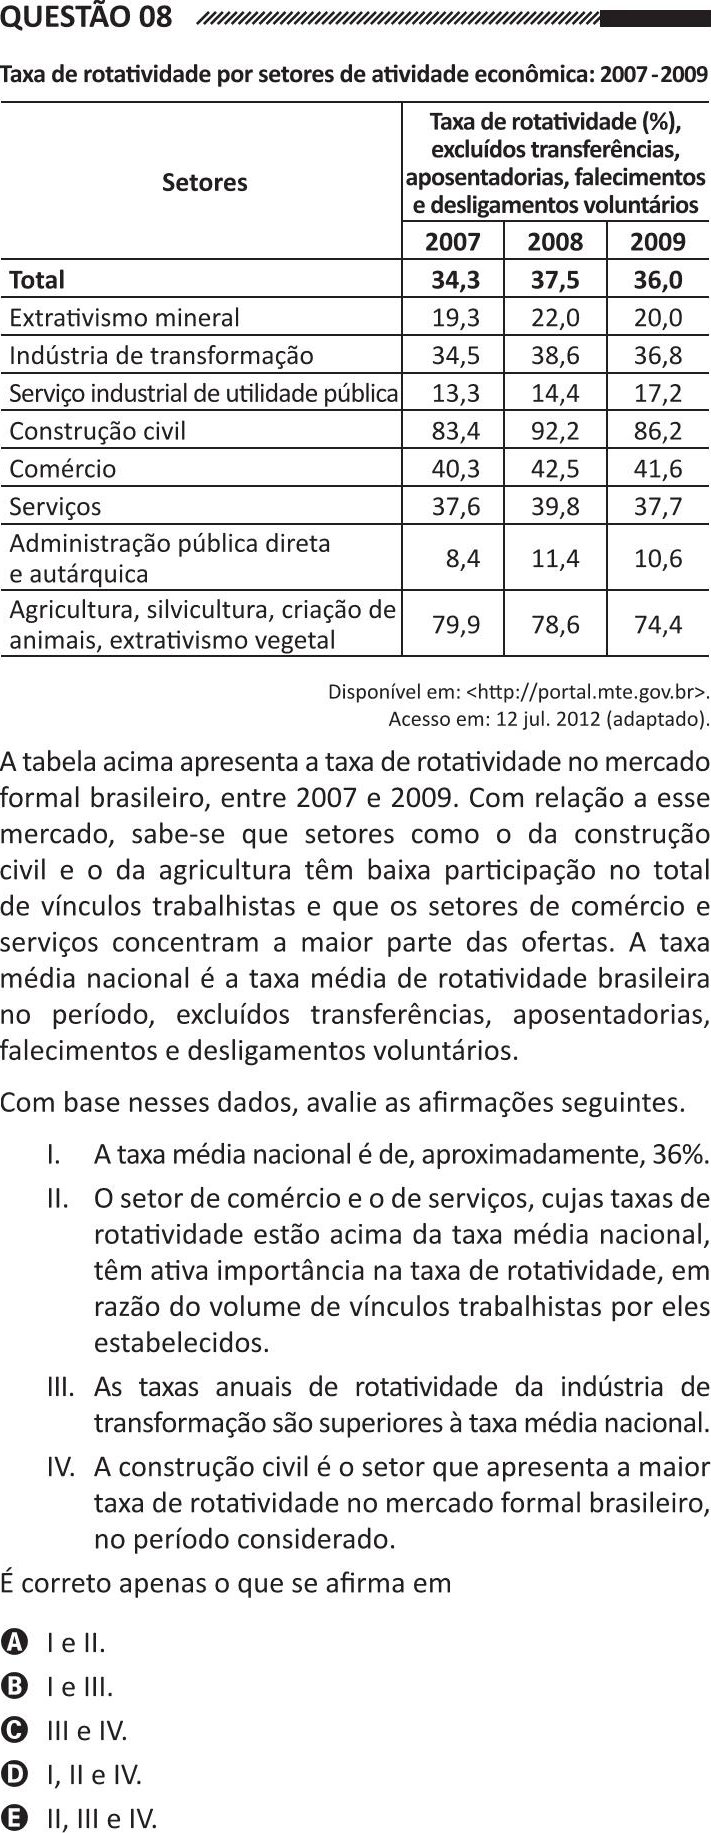 QUESTÃO 08
Taxa de rotatividade por setores de atividade econômica: 2007 - 2009
Setores
Taxa de rotatividade (%),
excluídos transferências,
aposentadorias, falecimentos
e desligamentos voluntários
2007 2008 2009
Total 34,3 37,5 36,0
Extrativismo mineral 19,3 22,0 20,0
Indústria de transformação 34,5 38,6 36,8
Serviço industrial de utilidade pública 13,3 14,4 17,2
Construção civil 83,4 92,2 86,2
Comércio 40,3 42,5 41,6
Serviços 37,6 39,8 37,7
Administração pública direta
e autárquica 8,4 11,4 10,6
Agricultura, silvicultura, criação de
animais, extrativismo vegetal 79,9 78,6 74,4
Disponível em: <http://portal.mte.gov.br>.
Acesso em: 12 jul. 2012 (adaptado).
A tabela acima apresenta a taxa de rotatividade no mercado
formal brasileiro, entre 2007 e 2009. Com relação a esse
mercado, sabe-se que setores como o da construção
civil e o da agricultura têm baixa participação no total
de vínculos trabalhistas e que os setores de comércio e
serviços concentram a maior parte das ofertas. A taxa
média nacional é a taxa média de rotatividade brasileira
no período, excluídos transferências, aposentadorias,
falecimentos e desligamentos voluntários.
Com base nesses dados, avalie as afirmações seguintes.
I. A taxa média nacional é de, aproximadamente, 36%.
II. O setor de comércio e o de serviços, cujas taxas de
rotatividade estão acima da taxa média nacional,
têm ativa importância na taxa de rotatividade, em
razão do volume de vínculos trabalhistas por eles
estabelecidos.
III. As taxas anuais de rotatividade da indústria de
transformação são superiores à taxa média nacional.
IV. A construção civil é o setor que apresenta a maior
taxa de rotatividade no mercado formal brasileiro,
no período considerado.
É correto apenas o que se afirma em
A I e II.
B I e III.
C III e IV.
D I, II e IV.
E II, III e IV.